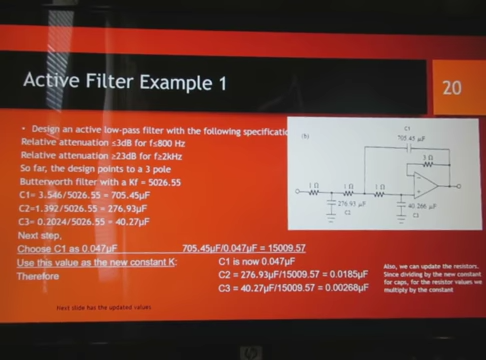 Active Filter Example 1
20
• Design an active low-pass filter with the following specificatio
Relative attenuation ≤3dB for f≤800 Hz
Relative attenuation ≥23dB for f≥2kHz
So far, the design points to a 3 pole
Butterworth filter with a Kf = 5026.55
C1= 3.546/5026.55 = 705.45μF
C2=1.392/5026.55 = 276,93μF
C3= 0.2024/5026.55 = 40.27μF
Next step,
Choose C1 as 0.047μF 705.45μF/0.047μF = 15009.57
Use this value as the new constant K: C1 is now 0.047μF
Therefore C2 = 276.93μF/15009.57 = 0.0185μF
C3 = 40.27μF/15009.57 = 0.00268μF
Next slide has the updated values
(b)
C1
705.45 μF
3 Ω
1 Ω 1 Ω 1 Ω
276.93 μF 40.266 μF
C2 C3
Also, we can update the resistors.
Since dividing by the new constant
for caps, for the resistor values we
multiply by the constant
hp